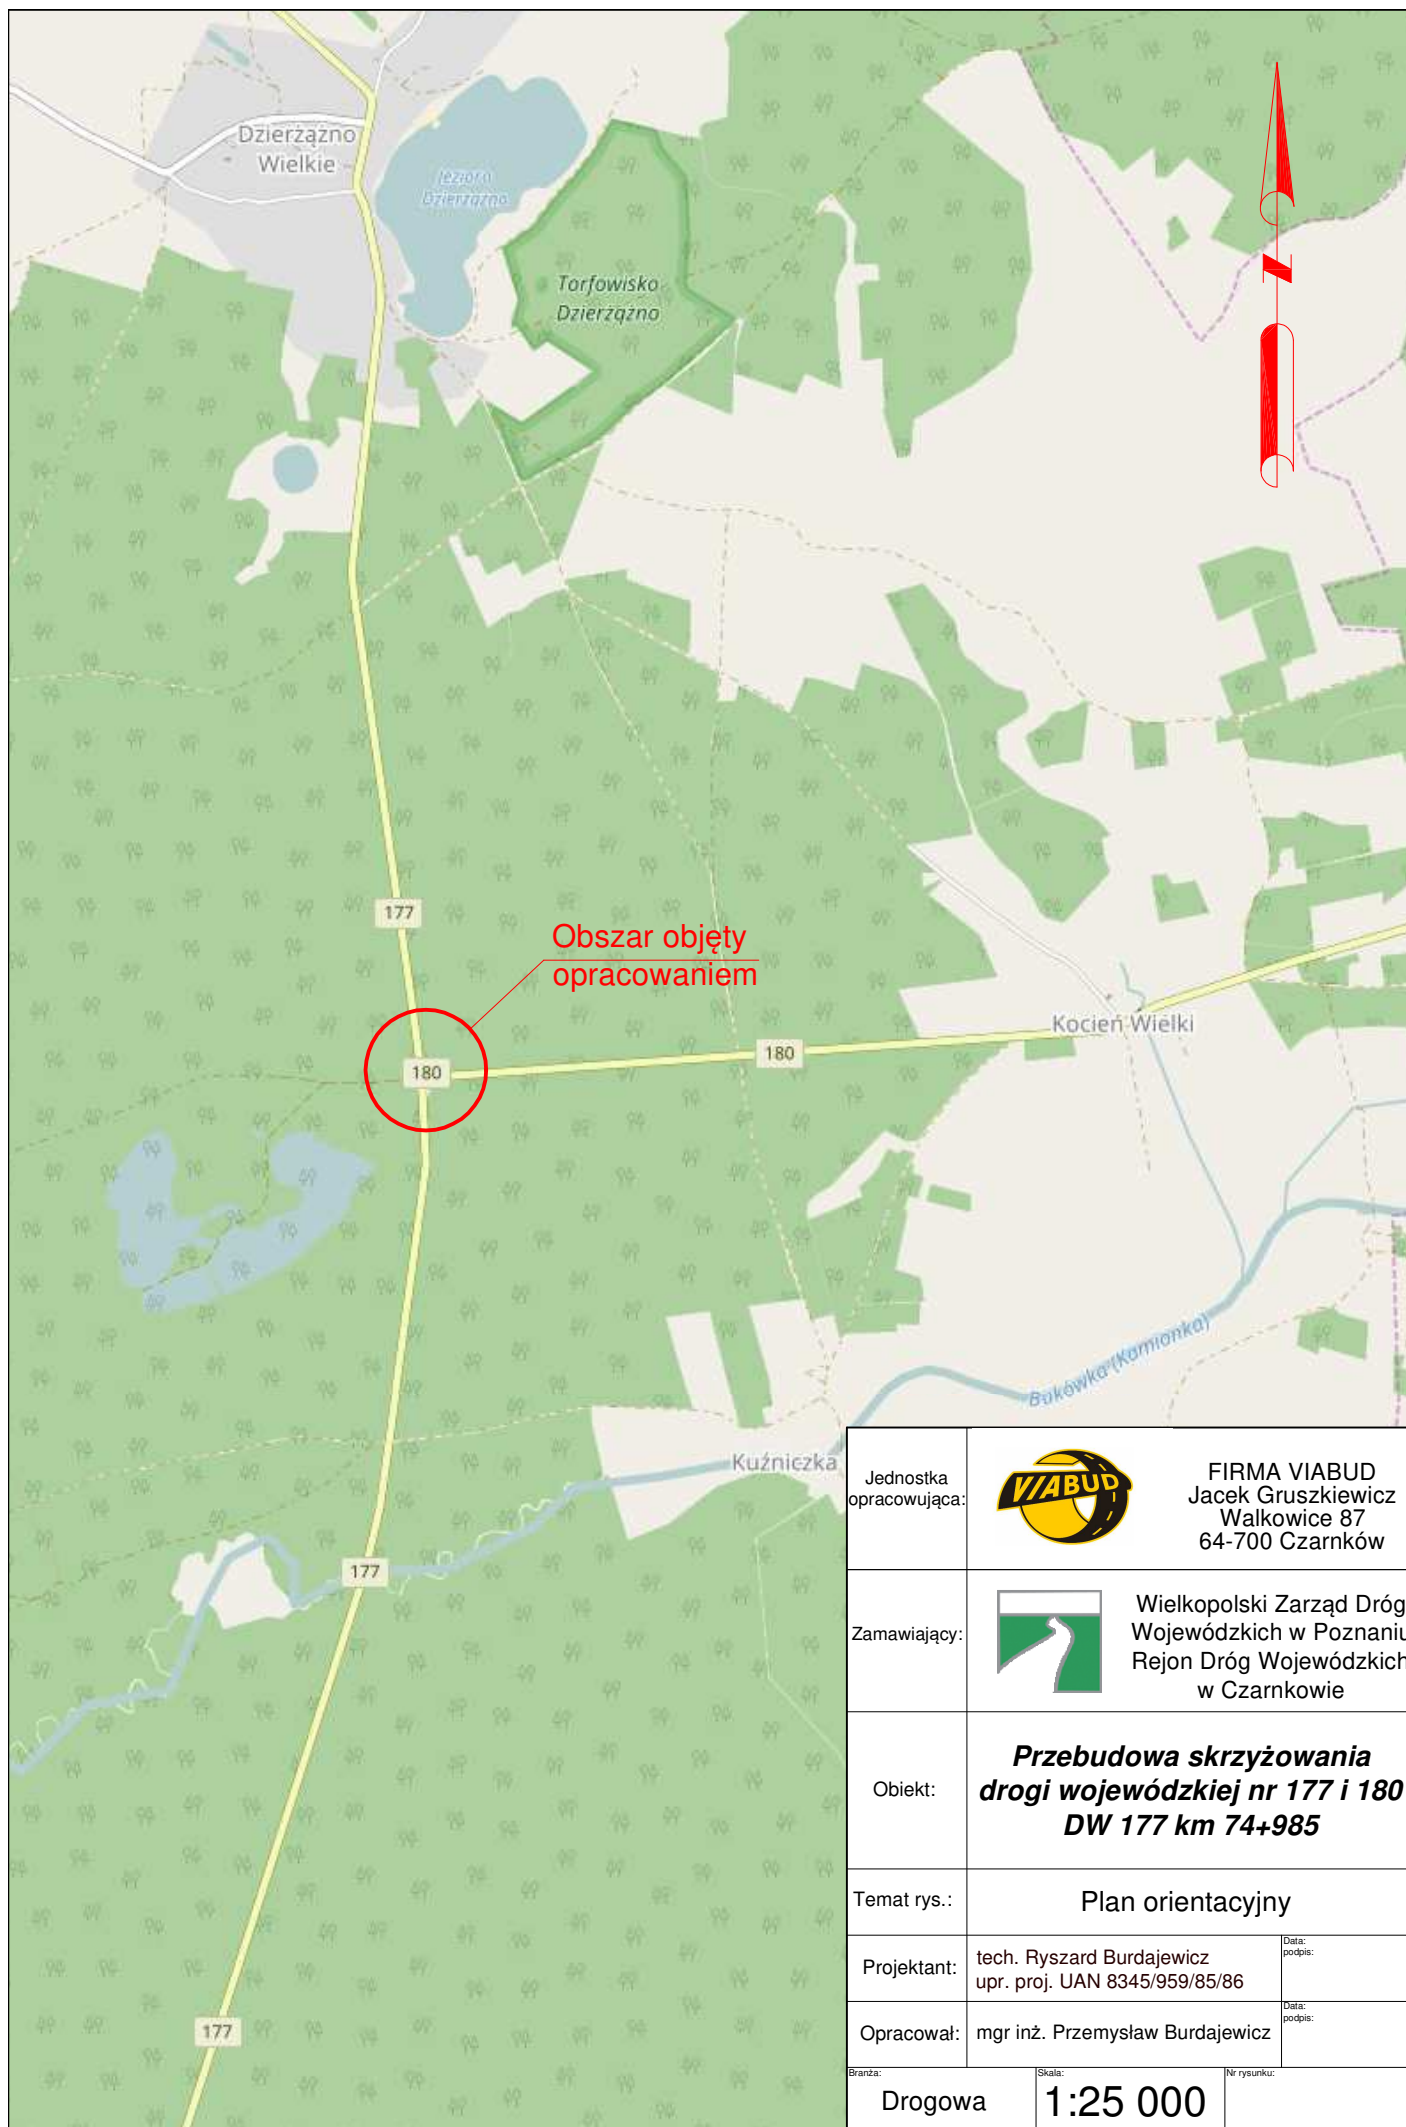 Dzierżążno
Wielkie
Jezioro
Dzierżążno
Torfowisko
Dzierżążno
N
177
Obszar objęty
opracowaniem
180
180
Kocień Wielki
Bukówka (Kamionka)
Kuźniczka
177
177
Jednostka
opracowująca:
VIABUD
FIRMA VIABUD
Jacek Gruszkiewicz
Walkowice 87
64-700 Czarnków
Zamawiający:
Wielkopolski Zarząd Dróg
Wojewódzkich w Poznaniu
Rejon Dróg Wojewódzkich
w Czarnkowie
Obiekt:
Przebudowa skrzyżowania
drogi wojewódzkiej nr 177 i 180
DW 177 km 74+985
Temat rys.:
Plan orientacyjny
Projektant:
tech. Ryszard Burdajewicz
upr. proj. UAN 8345/959/85/86
Data:
podpis:
Opracował:
mgr inż. Przemysław Burdajewicz
Data:
podpis:
Branża:
Drogowa
Skala:
1:25 000
Nr rysunku: